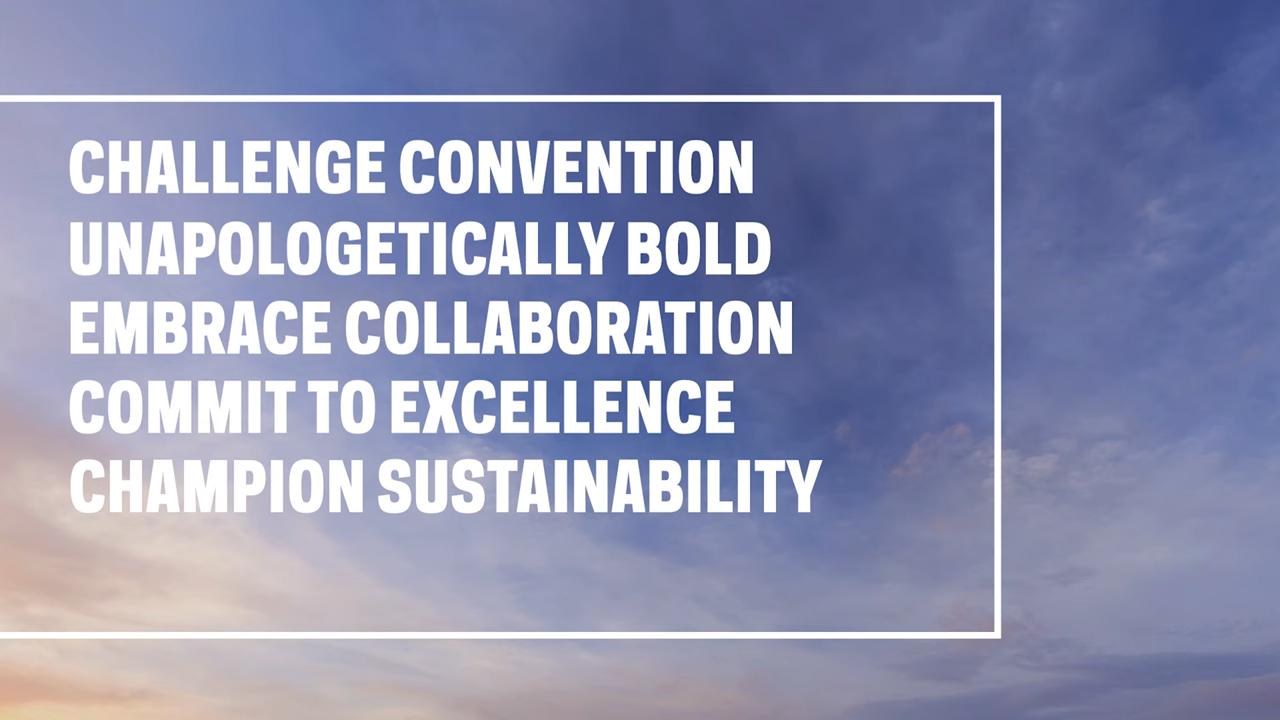 CHALLENGE CONVENTION
UNAPOLOGETICALLY BOLD
EMBRACE COLLABORATION
COMMIT TO EXCELLENCE
CHAMPION SUSTAINABILITY